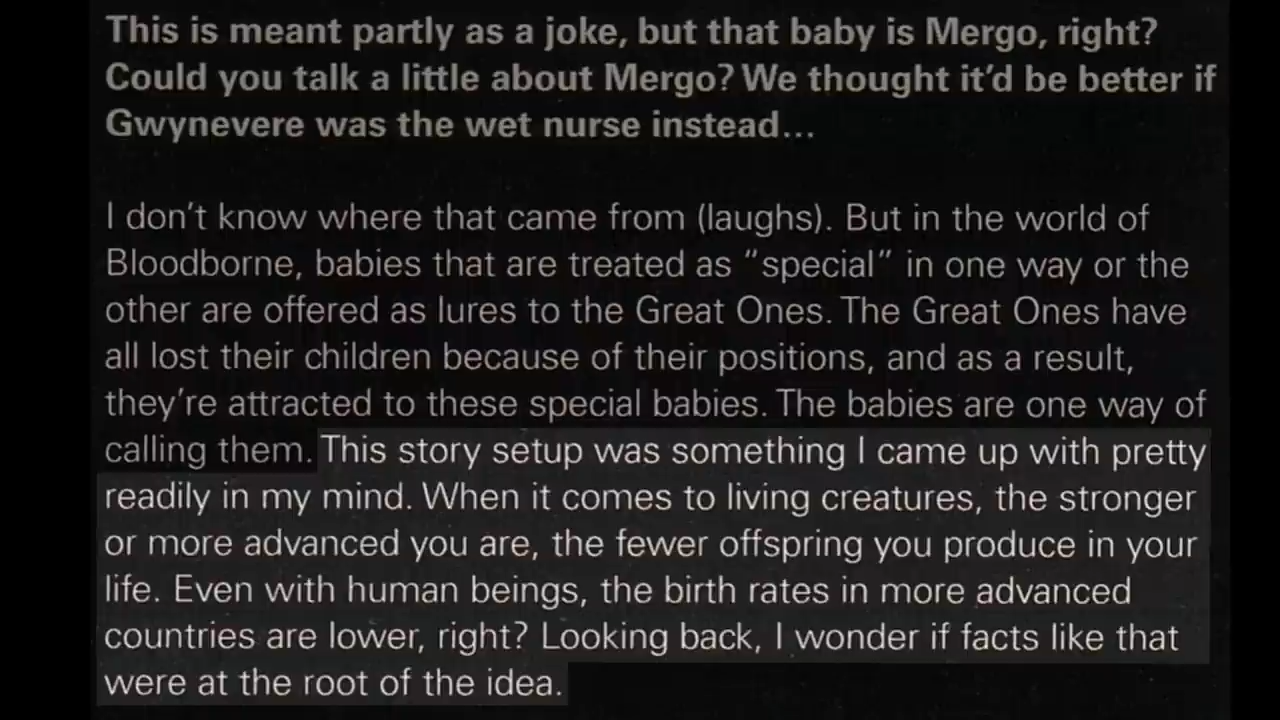 This is meant partly as a joke, but that baby is Mergo, right?
Could you talk a little about Mergo? We thought it'd be better if
Gwynevere was the wet nurse instead...
I don't know where that came from (laughs). But in the world of
Bloodborne, babies that are treated as “special” in one way or the
other are offered as lures to the Great Ones. The Great Ones have
all lost their children because of their positions, and as a result,
they're attracted to these special babies. The babies are one way of
calling them. This story setup was something I came up with pretty
readily in my mind. When it comes to living creatures, the stronger
or more advanced you are, the fewer offspring you produce in your
life. Even with human beings, the birth rates in more advanced
countries are lower, right? Looking back, I wonder if facts like that
were at the root of the idea.